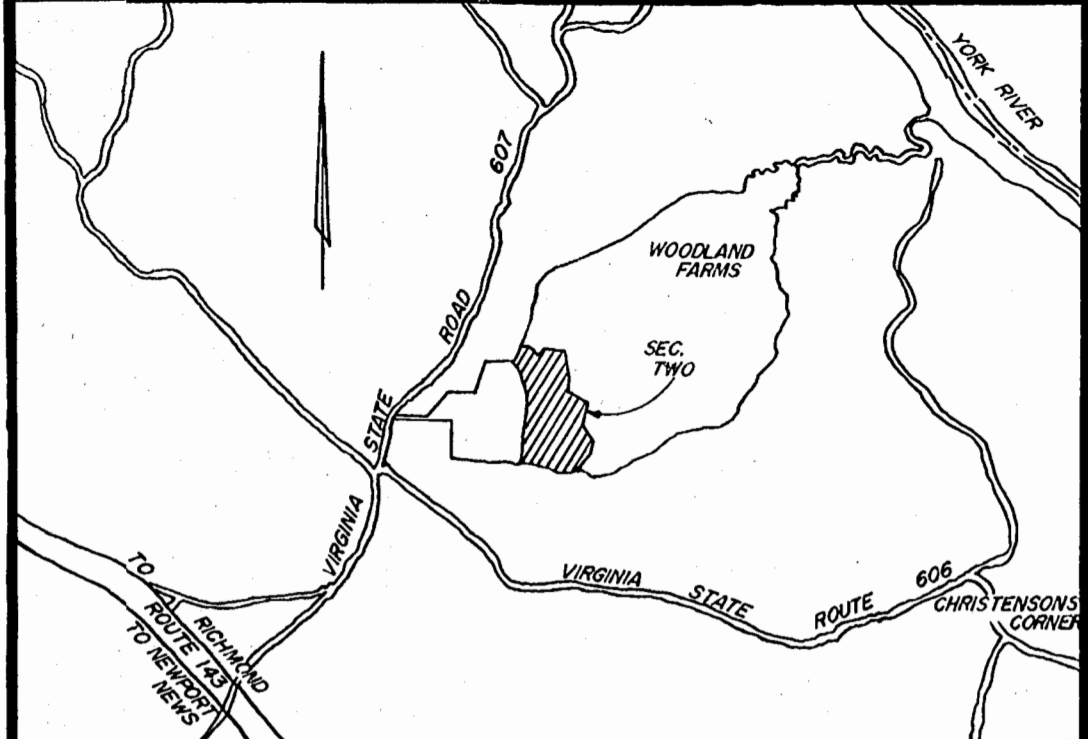 YORK RIVER
607
WOODLAND
FARMS
ROAD
SEC.
TWO
STATE
VIRGINIA
TO
RICHMOND
ROUTE 143
TO NEWPORT
NEWS
VIRGINIA
STATE
ROUTE
606
CHRISTENSONS
CORNER